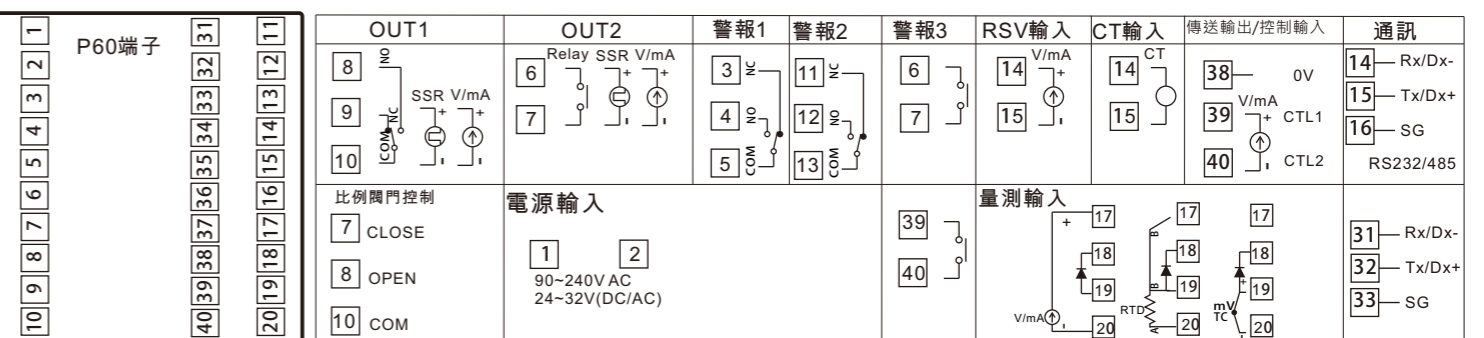 P60端子
1 31 11
2 32 12
3 33 13
4 34 14
5 35 15
6 36 16
7 37 17
8 38 18
9 39 19
10 40 20
OUT1
8 NO
9 NC
10 COM
SSR V/mA
+ +
- -
OUT2
Relay SSR V/mA
6 + +
7 - -
警報1
3 NC
4 NO
5 COM
警報2
11 NC
12 NO
13 COM
警報3
6
7
RSV輸入
V/mA
14 +
15 -
CT輸入
CT
14
15
傳送輸出/控制輸入
38 0V
V/mA
39 + CTL1
40 - CTL2
通訊
14 Rx/Dx-
15 Tx/Dx+
16 SG
RS232/485
比例閥門控制
7 CLOSE
8 OPEN
10 COM
電源輸入
1 2
90~240V AC
24~32V(DC/AC)
39
40
量測輸入
+ 17
18
19
V/mA - 20
17
B 18
B 19
RTD A 20
17
18
+ 19
mV
TC - 20
31 Rx/Dx-
32 Tx/Dx+
33 SG